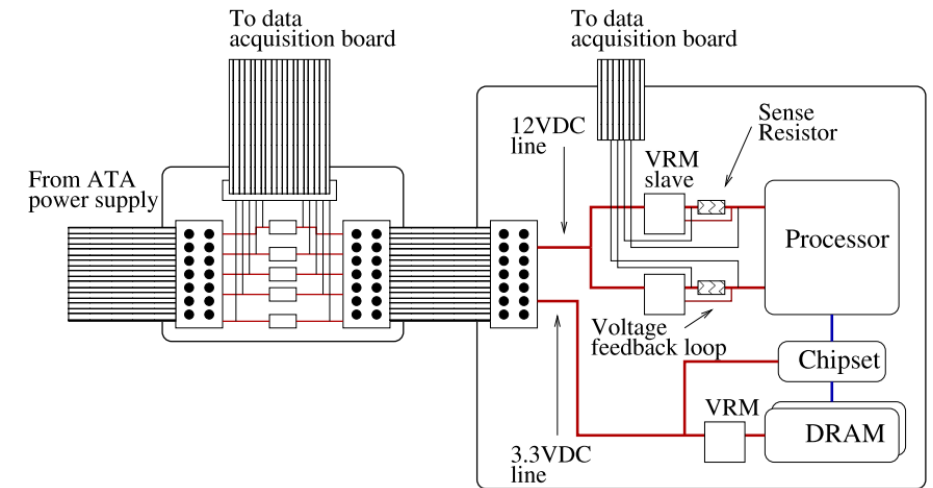 To data
acquisition board
To data
acquisition board
From ATA
power supply
12VDC
line
VRM
slave
Sense
Resistor
Processor
Voltage
feedback loop
Chipset
VRM
DRAM
3.3VDC
line